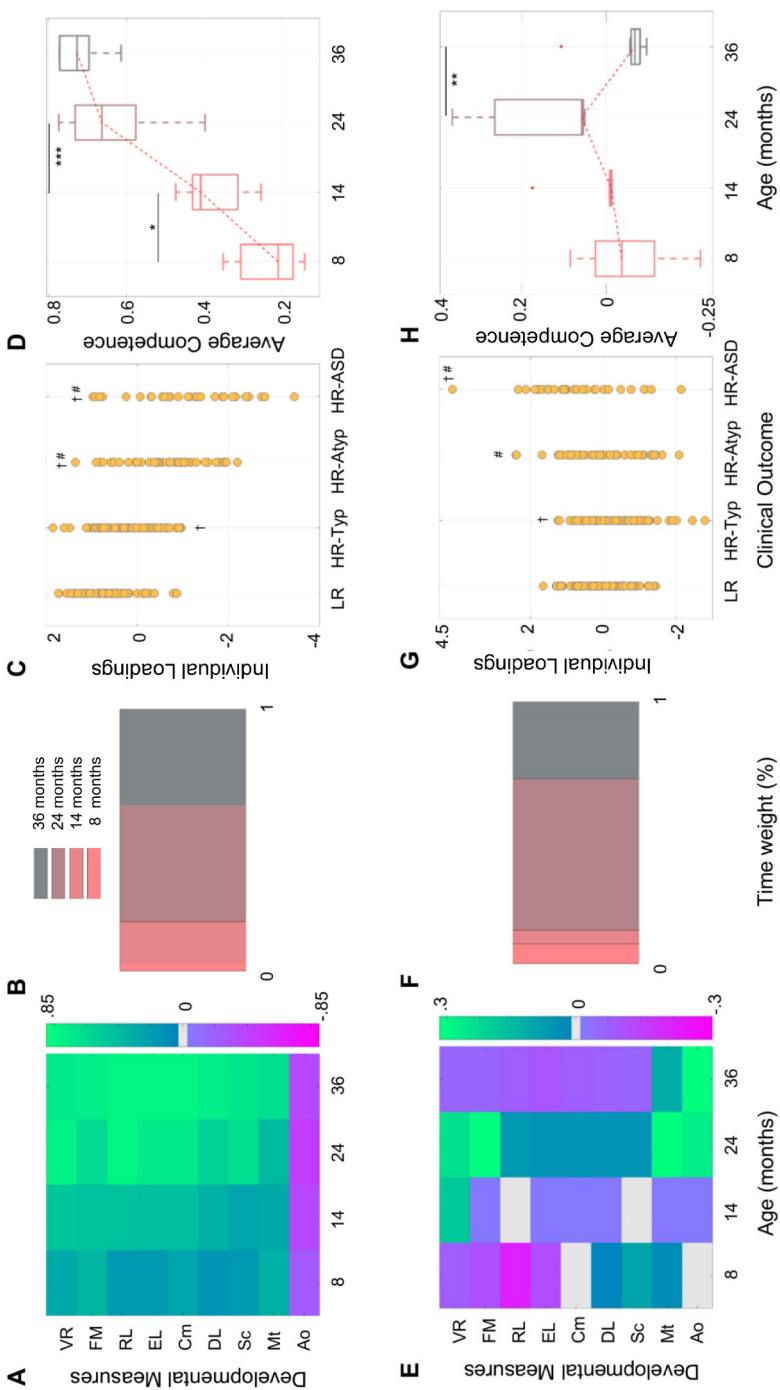 A
Developmental Measures
VR
FM
RL
EL
Cm
DL
Sc
Mt
Ao
8
14
24
36
.85
0
-.85
B
36 months
24 months
14 months
8 months
0
1
C
Individual Loadings
2
0
-2
-4
LR
HR-Typ
HR-Atyp
HR-ASD
†
† #
† #
D
Average Competence
0.8
0.6
0.4
0.2
8
14
24
36
*
***
E
Developmental Measures
VR
FM
RL
EL
Cm
DL
Sc
Mt
Ao
8
14
24
36
Age (months)
.3
0
-.3
F
0
1
Time weight (%)
G
Individual Loadings
4.5
2
0
-2
LR
HR-Typ
HR-Atyp
HR-ASD
†
#
† #
Clinical Outcome
H
Average Competence
0.4
0.2
0
-0.25
8
14
24
36
**
Age (months)